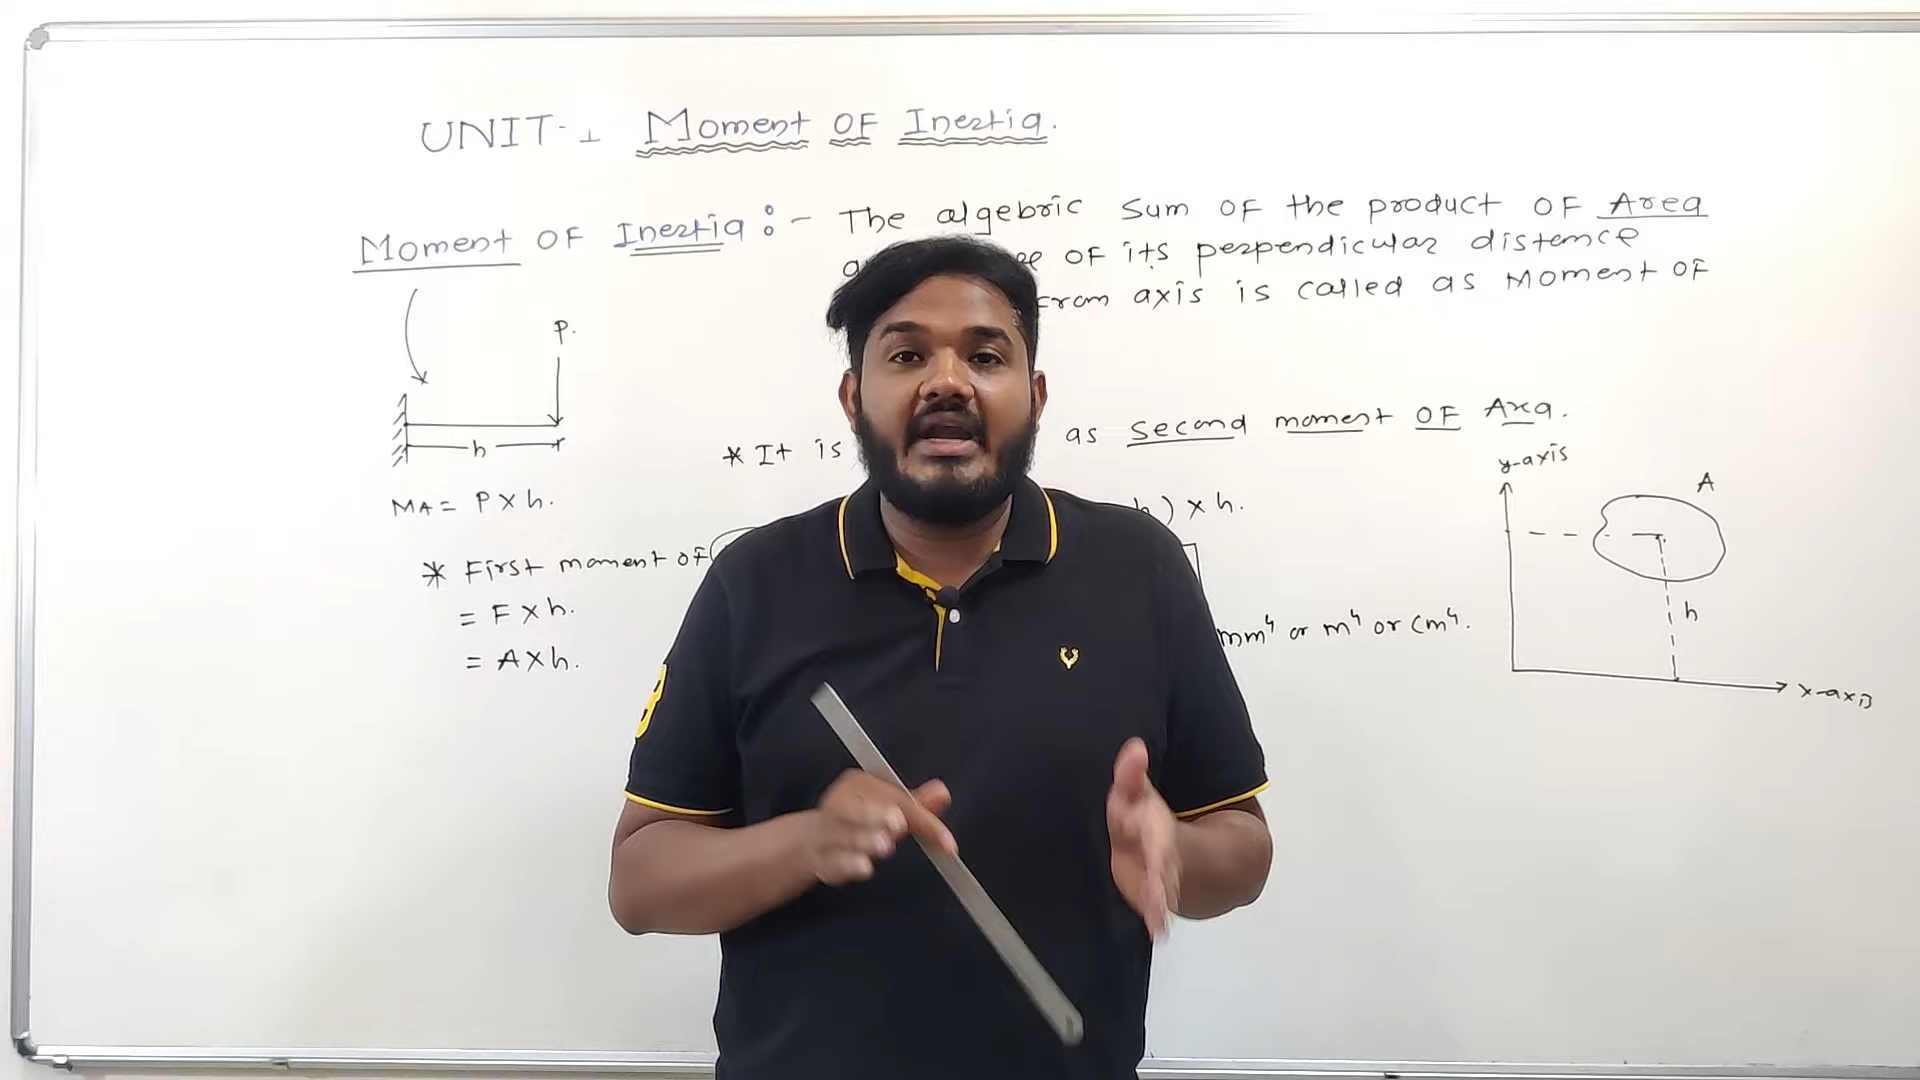 UNIT-1 Moment OF Inertia.
Moment OF Inertia :- The algebric sum OF the product OF Area
OF its perpendicular distence
from axis is called as Moment OF
P.
h
MA = P x h.
* It is as second moment OF Area.
) x h.
* First moment of
= F x h.
= A x h.
mm⁴ or m⁴ or cm⁴.
y-axis
A
h
x-axis